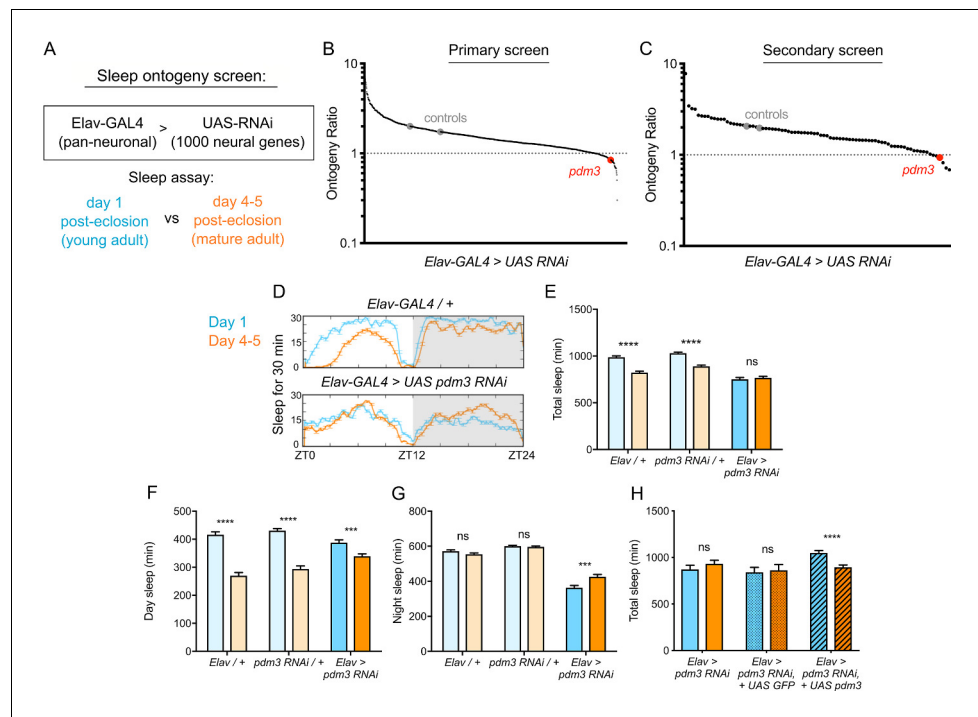 A
Sleep ontogeny screen:
Elav-GAL4
(pan-neuronal)
>
UAS-RNAi
(1000 neural genes)
Sleep assay:
day 1
post-eclosion
(young adult)
vs
day 4-5
post-eclosion
(mature adult)
B
Primary screen
Ontogeny Ratio
10
1
0.1
controls
pdm3
Elav-GAL4 > UAS RNAi
C
Secondary screen
Ontogeny Ratio
10
1
0.1
controls
pdm3
Elav-GAL4 > UAS RNAi
D
Day 1
Day 4-5
Elav-GAL4 / +
Sleep for 30 min
30
15
0
Elav-GAL4 > UAS pdm3 RNAi
30
15
0
ZT0
ZT12
ZT24
E
Total sleep (min)
1500
1000
500
0
****
****
ns
Elav / +
pdm3 RNAi / +
Elav >
pdm3 RNAi
F
Day sleep (min)
500
400
300
200
100
0
****
****
***
Elav / +
pdm3 RNAi / +
Elav >
pdm3 RNAi
G
Night sleep (min)
800
600
400
200
0
ns
ns
***
Elav / +
pdm3 RNAi / +
Elav >
pdm3 RNAi
H
Total sleep (min)
1500
1000
500
0
ns
ns
****
Elav >
pdm3 RNAi
Elav >
pdm3 RNAi,
+ UAS GFP
Elav >
pdm3 RNAi,
+ UAS pdm3